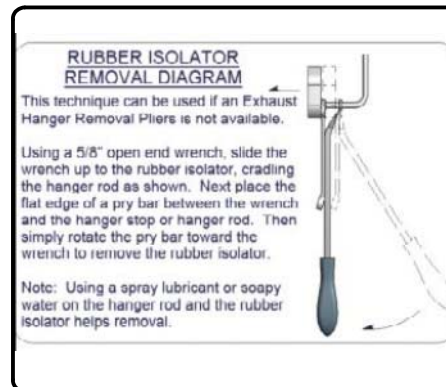 RUBBER ISOLATOR
REMOVAL DIAGRAM
This technique can be used if an Exhaust
Hanger Removal Pliers is not available.
Using a 5/8" open end wrench, slide the
wrench up to the rubber isolator, cradling
the hanger rod as shown. Next place the
flat edge of a pry bar between the wrench
and the hanger stop or hanger rod. Then
simply rotate the pry bar toward the
wrench to remove the rubber isolator.
Note: Using a spray lubricant or soapy
water on the hanger rod and the rubber
isolator helps removal.